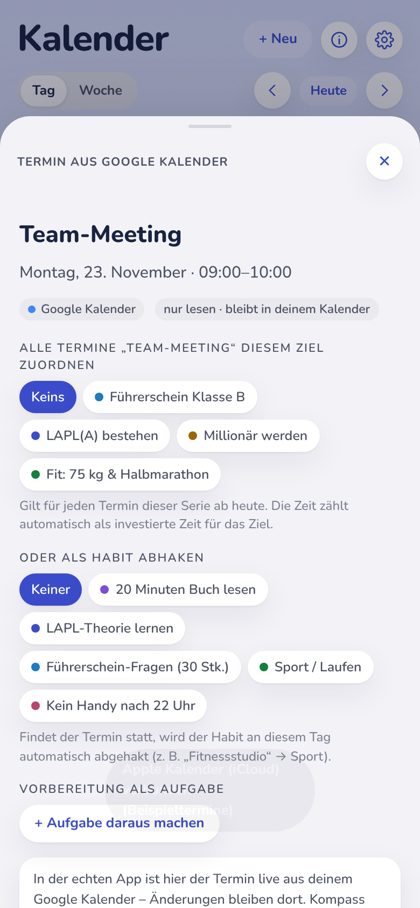 Kalender
+ Neu
Tag
Woche
Heute
TERMIN AUS GOOGLE KALENDER
Team-Meeting
Montag, 23. November · 09:00–10:00
Google Kalender
nur lesen · bleibt in deinem Kalender
ALLE TERMINE „TEAM-MEETING“ DIESEM ZIEL
ZUORDNEN
Keins
Führerschein Klasse B
LAPL(A) bestehen
Millionär werden
Fit: 75 kg & Halbmarathon
Gilt für jeden Termin dieser Serie ab heute. Die Zeit zählt
automatisch als investierte Zeit für das Ziel.
ODER ALS HABIT ABHAKEN
Keiner
20 Minuten Buch lesen
LAPL-Theorie lernen
Führerschein-Fragen (30 Stk.)
Sport / Laufen
Kein Handy nach 22 Uhr
Findet der Termin statt, wird der Habit an diesem Tag
automatisch abgehakt (z. B. „Fitnessstudio“ → Sport).
Apple Kalender (iCloud)
VORBEREITUNG ALS AUFGABE
(Beispieltermine)
+ Aufgabe daraus machen
In der echten App ist hier der Termin live aus deinem
Google Kalender – Änderungen bleiben dort. Kompass